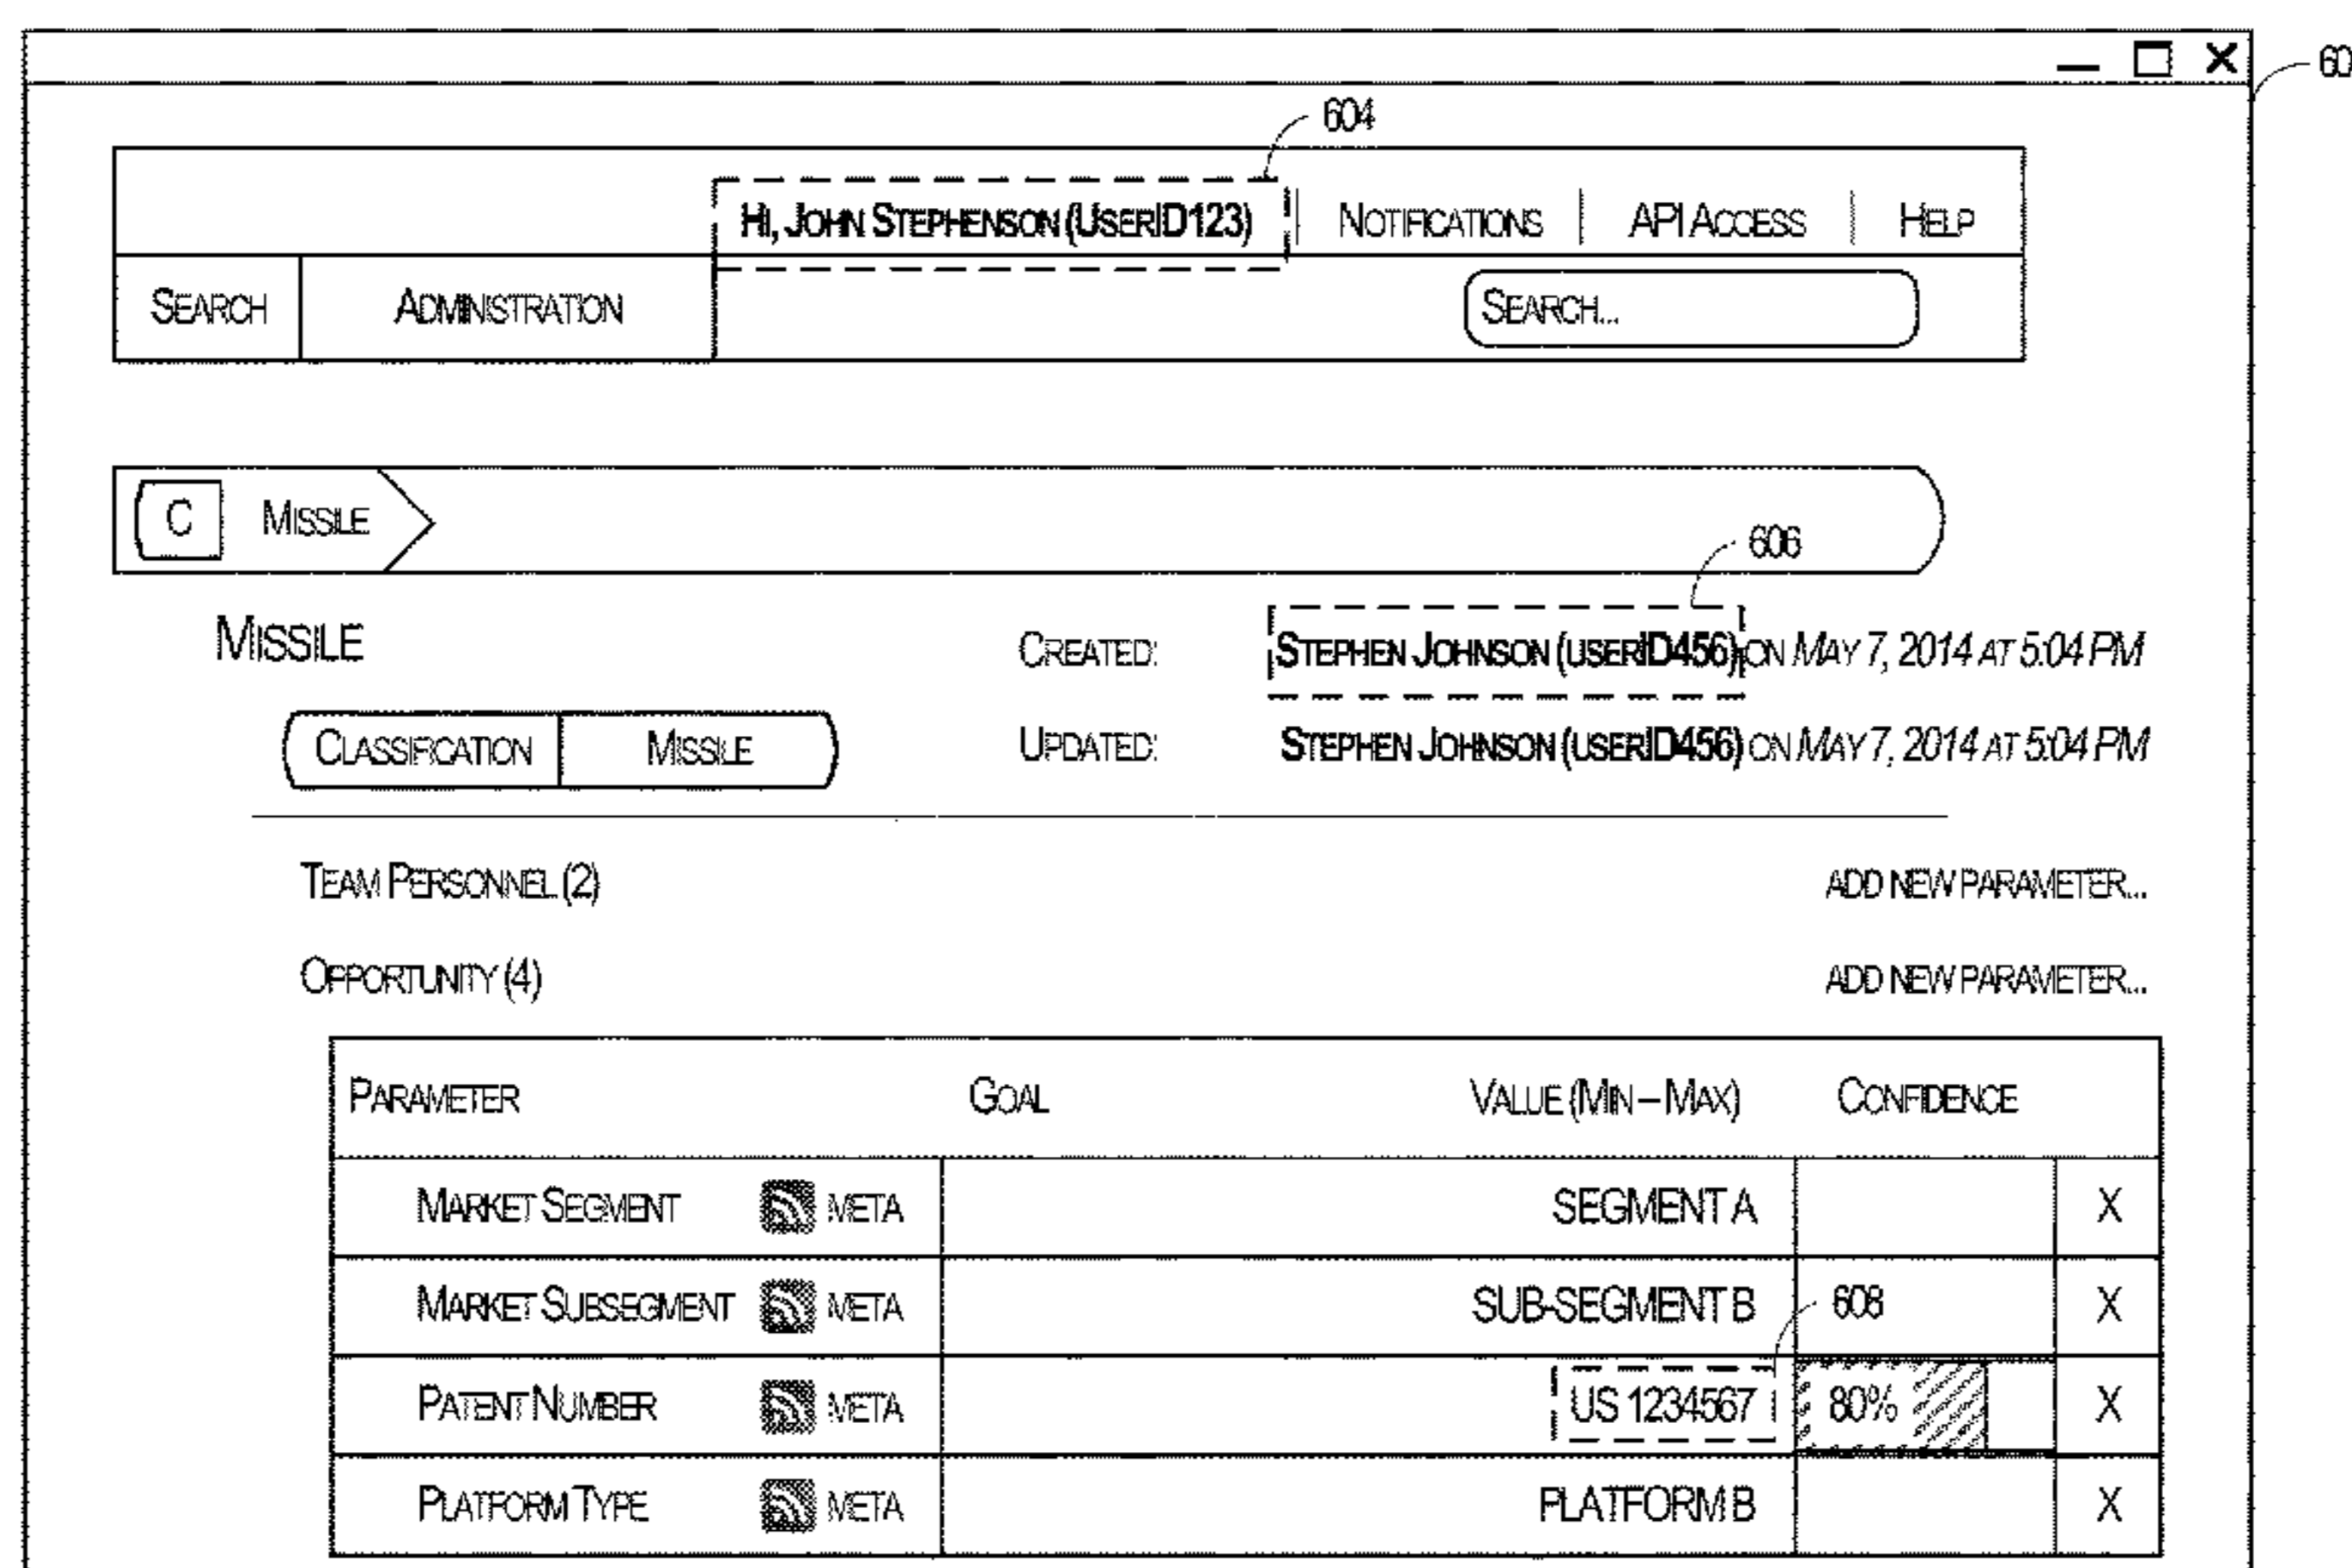 60
604
Hi, John Stephenson (UserID123) Notifications API Access Help
Search Administration Search...
C Missile
606
Missile Created: Stephen Johnson (userID456) on May 7, 2014 at 5:04 PM
Classification Missile Updated: Stephen Johnson (userID456) on May 7, 2014 at 5:04 PM
Team Personnel (2) add new parameter...
Opportunity (4) add new parameter...
Parameter Goal Value (Min – Max) Confidence
Market Segment meta SEGMENT A X
Market Subsegment meta SUB-SEGMENT B 608 X
Patent Number meta US 1234567 80% X
Platform Type meta PLATFORM B X